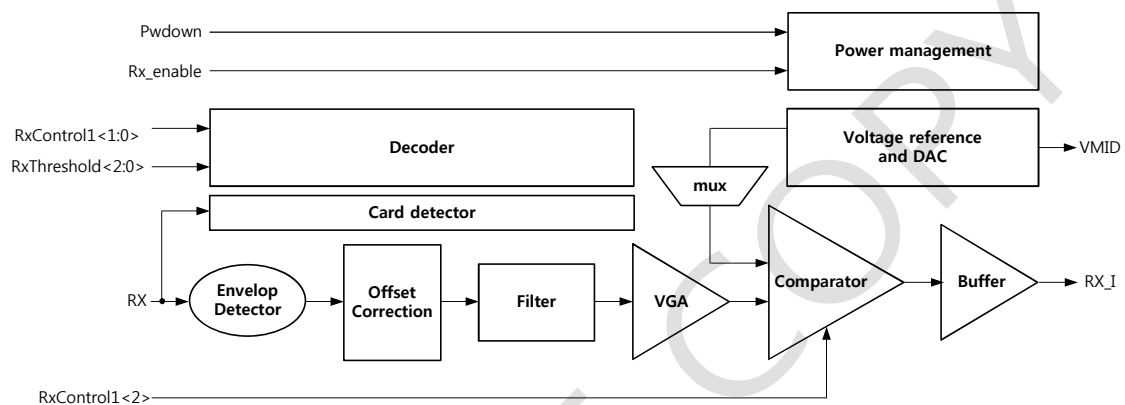 Pwdown
Rx_enable
Power management
RxControl1<1:0>
RxThreshold<2:0>
Decoder
Voltage reference
and DAC
VMID
mux
Card detector
RX
Envelop
Detector
Offset
Correction
Filter
VGA
Comparator
Buffer
RX_I
RxControl1<2>
COPY